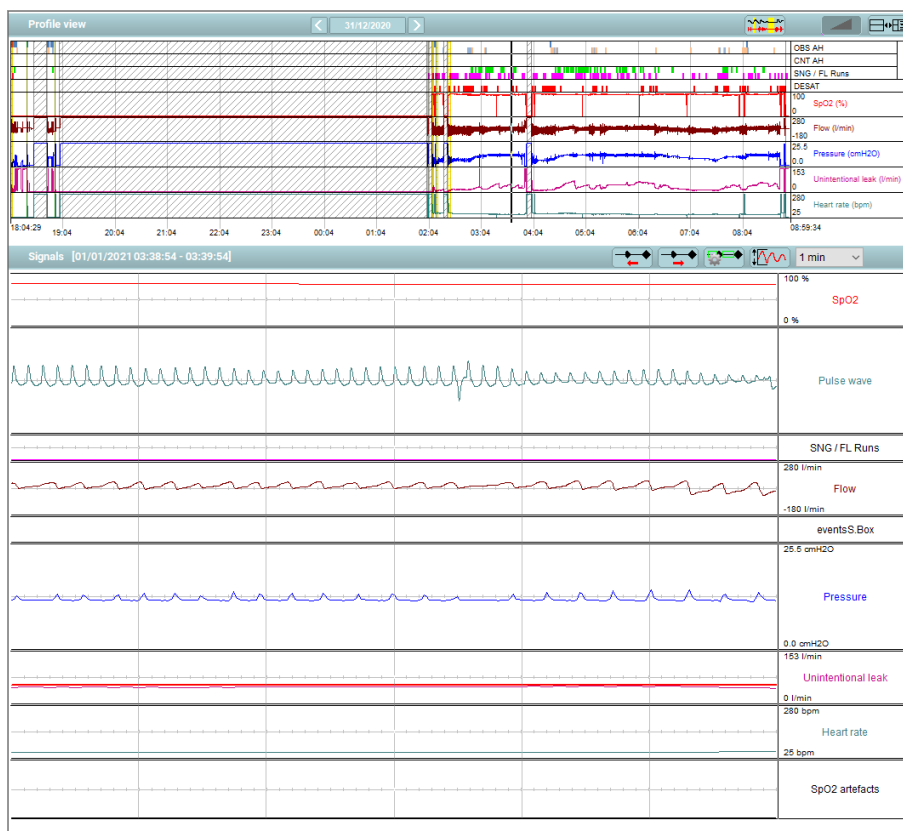 Profile view
31/12/2020
OBS AH
CNT AH
SNG / FL Runs
DESAT
100
SpO2 (%)
0
280
Flow (l/min)
-180
25.5
Pressure (cmH2O)
0.0
153
Unintentional leak (l/min)
0
280
Heart rate (bpm)
25
18:04:29 19:04 20:04 21:04 22:04 23:04 00:04 01:04 02:04 03:04 04:04 05:04 06:04 07:04 08:04 08:59:34
Signals [01/01/2021 03:38:54 - 03:39:54]
1 min
100 %
SpO2
0 %
Pulse wave
SNG / FL Runs
280 l/min
Flow
-180 l/min
eventsS.Box
25.5 cmH2O
Pressure
0.0 cmH2O
153 l/min
Unintentional leak
0 l/min
280 bpm
Heart rate
25 bpm
SpO2 artefacts